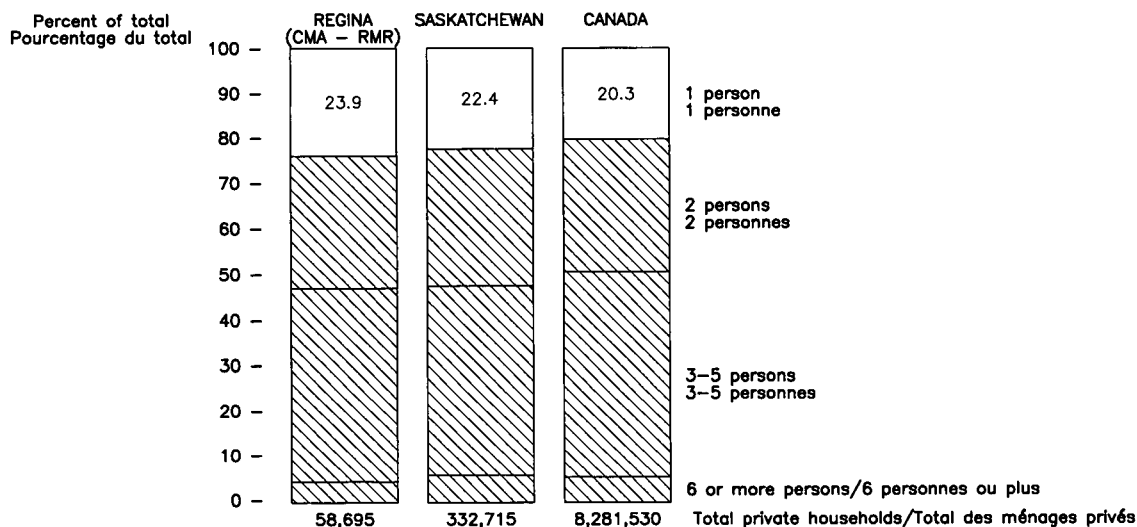 Percent of total
Pourcentage du total
REGINA
(CMA – RMR)
SASKATCHEWAN
CANADA
100 –
90 –
80 –
70 –
60 –
50 –
40 –
30 –
20 –
10 –
0 –
23.9
22.4
20.3
1 person
1 personne
2 persons
2 personnes
3–5 persons
3–5 personnes
6 or more persons/6 personnes ou plus
58,695 332,715 8,281,530 Total private households/Total des ménages privés